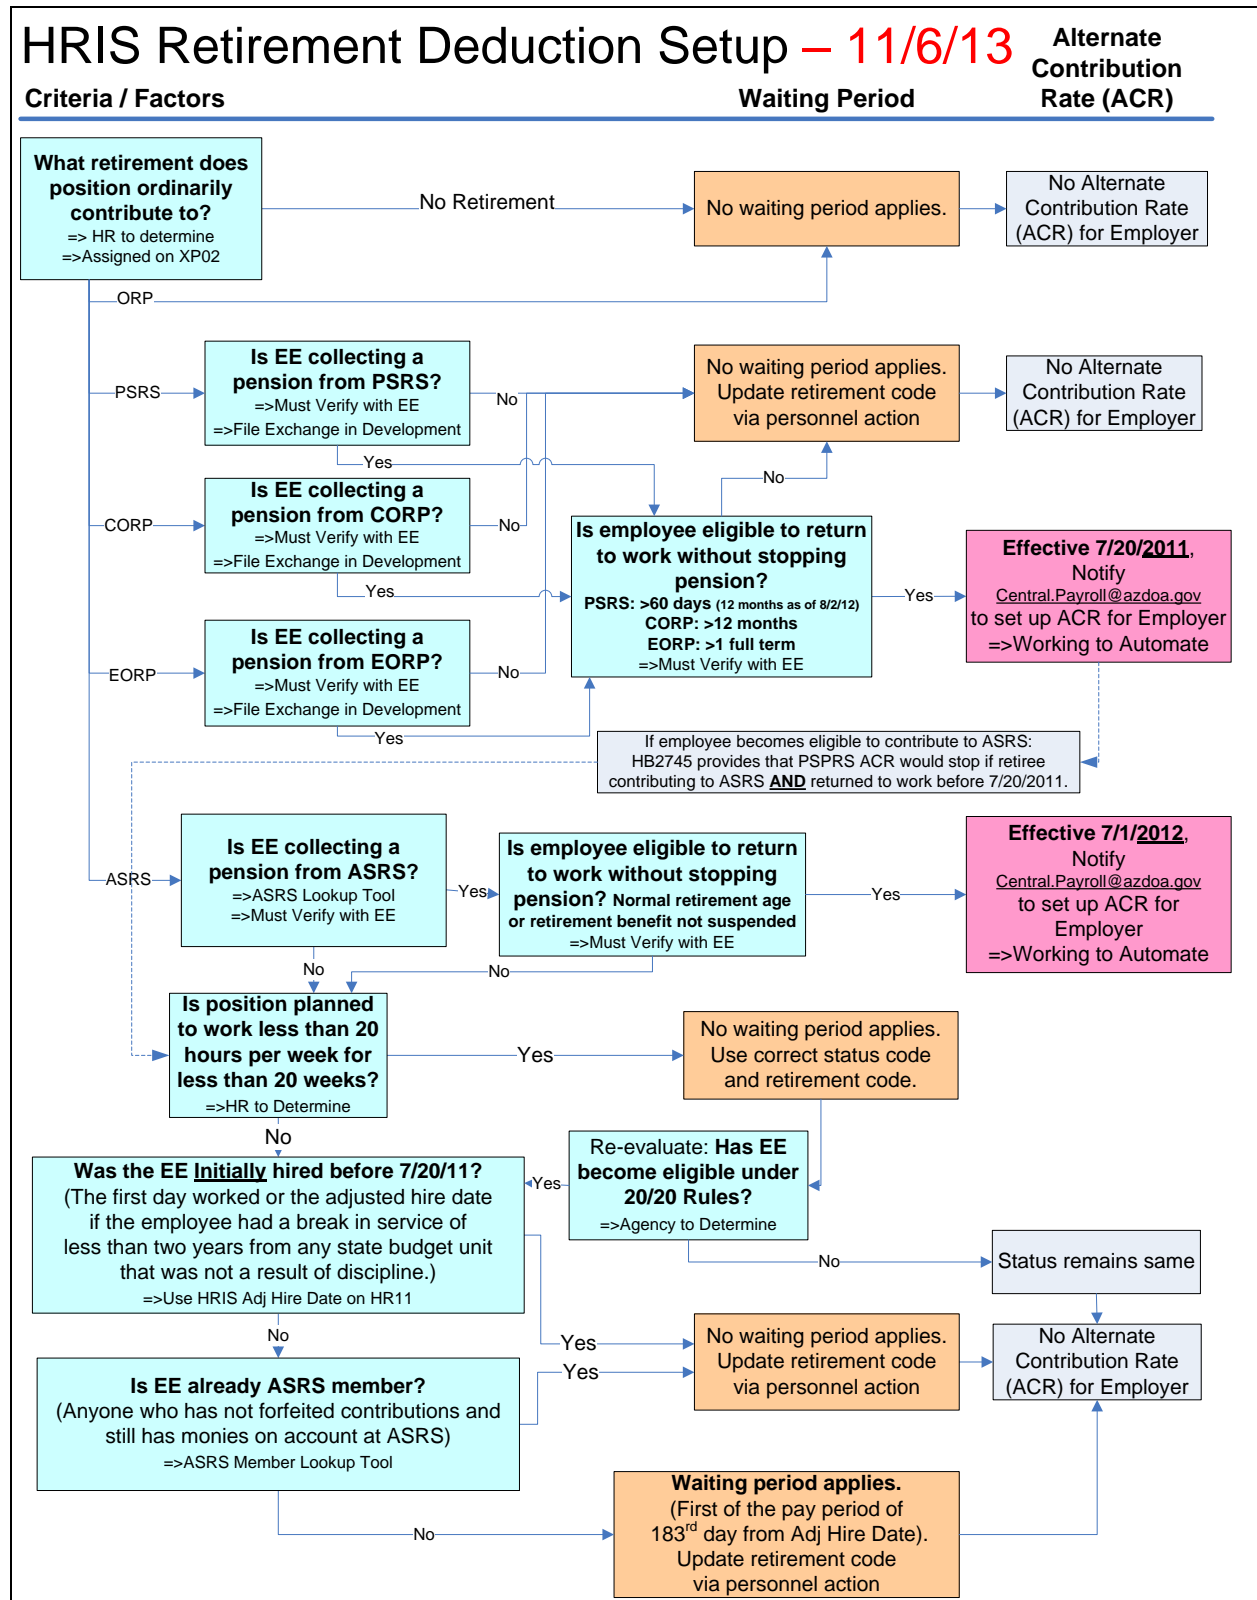 HRIS Retirement Deduction Setup – 11/6/13
Alternate
Contribution
Rate (ACR)
Criteria / Factors
Waiting Period
What retirement does
position ordinarily
contribute to?
=> HR to determine
=>Assigned on XP02
No Retirement
No waiting period applies.
No Alternate
Contribution Rate
(ACR) for Employer
ORP
PSRS
Is EE collecting a
pension from PSRS?
=>Must Verify with EE
=>File Exchange in Development
No
Yes
No waiting period applies.
Update retirement code
via personnel action
No Alternate
Contribution Rate
(ACR) for Employer
No
CORP
Is EE collecting a
pension from CORP?
=>Must Verify with EE
=>File Exchange in Development
No
Yes
Is employee eligible to return
to work without stopping
pension?
PSRS: >60 days (12 months as of 8/2/12)
CORP: >12 months
EORP: >1 full term
=>Must Verify with EE
Yes
Effective 7/20/2011,
Notify
Central.Payroll@azdoa.gov
to set up ACR for Employer
=>Working to Automate
EORP
Is EE collecting a
pension from EORP?
=>Must Verify with EE
=>File Exchange in Development
No
Yes
If employee becomes eligible to contribute to ASRS:
HB2745 provides that PSPRS ACR would stop if retiree
contributing to ASRS AND returned to work before 7/20/2011.
ASRS
Is EE collecting a
pension from ASRS?
=>ASRS Lookup Tool
=>Must Verify with EE
Yes
No
Is employee eligible to return
to work without stopping
pension? Normal retirement age
or retirement benefit not suspended
=>Must Verify with EE
Yes
No
Effective 7/1/2012,
Notify
Central.Payroll@azdoa.gov
to set up ACR for
Employer
=>Working to Automate
Is position planned
to work less than 20
hours per week for
less than 20 weeks?
=>HR to Determine
Yes
No
No waiting period applies.
Use correct status code
and retirement code.
Re-evaluate: Has EE
become eligible under
20/20 Rules?
=>Agency to Determine
Yes
No
Status remains same
Was the EE Initially hired before 7/20/11?
(The first day worked or the adjusted hire date
if the employee had a break in service of
less than two years from any state budget unit
that was not a result of discipline.)
=>Use HRIS Adj Hire Date on HR11
No
Yes
No waiting period applies.
Update retirement code
via personnel action
No Alternate
Contribution Rate
(ACR) for Employer
Is EE already ASRS member?
(Anyone who has not forfeited contributions and
still has monies on account at ASRS)
=>ASRS Member Lookup Tool
Yes
No
Waiting period applies.
(First of the pay period of
183rd day from Adj Hire Date).
Update retirement code
via personnel action